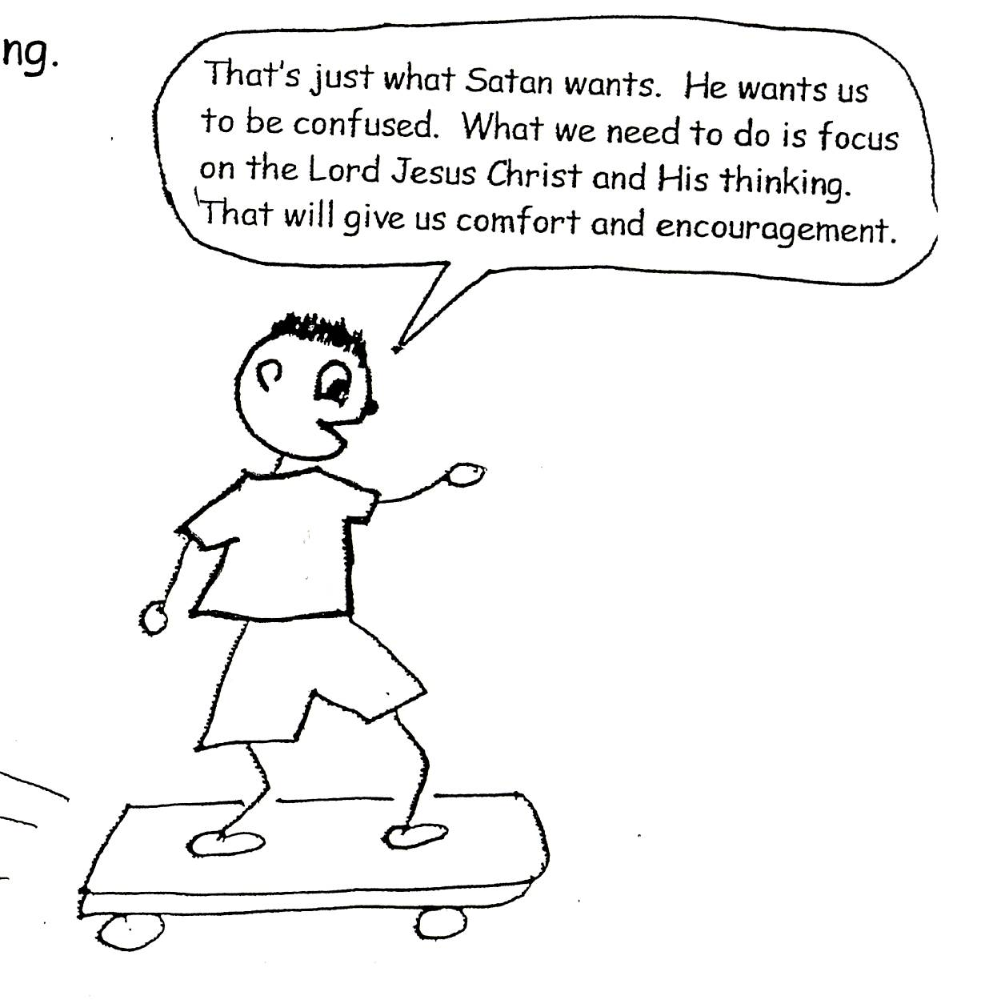 ng.
That's just what Satan wants.  He wants us
to be confused.  What we need to do is focus
on the Lord Jesus Christ and His thinking.
That will give us comfort and encouragement.